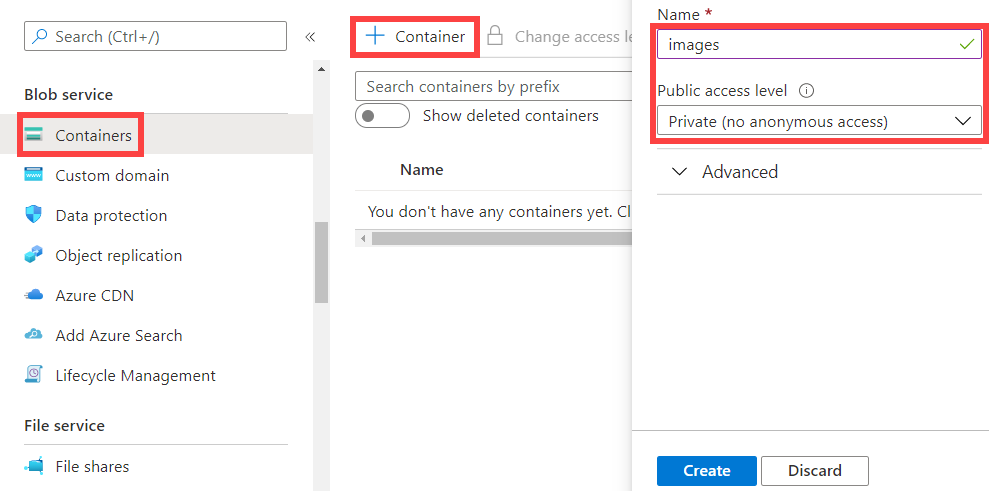 Search (Ctrl+/)
«
Blob service
Containers
Custom domain
Data protection
Object replication
Azure CDN
Add Azure Search
Lifecycle Management
File service
File shares
+ Container
Change access le
Search containers by prefix
Show deleted containers
Name
You don't have any containers yet. Cl
Name *
images
Public access level
Private (no anonymous access)
Advanced
Create
Discard